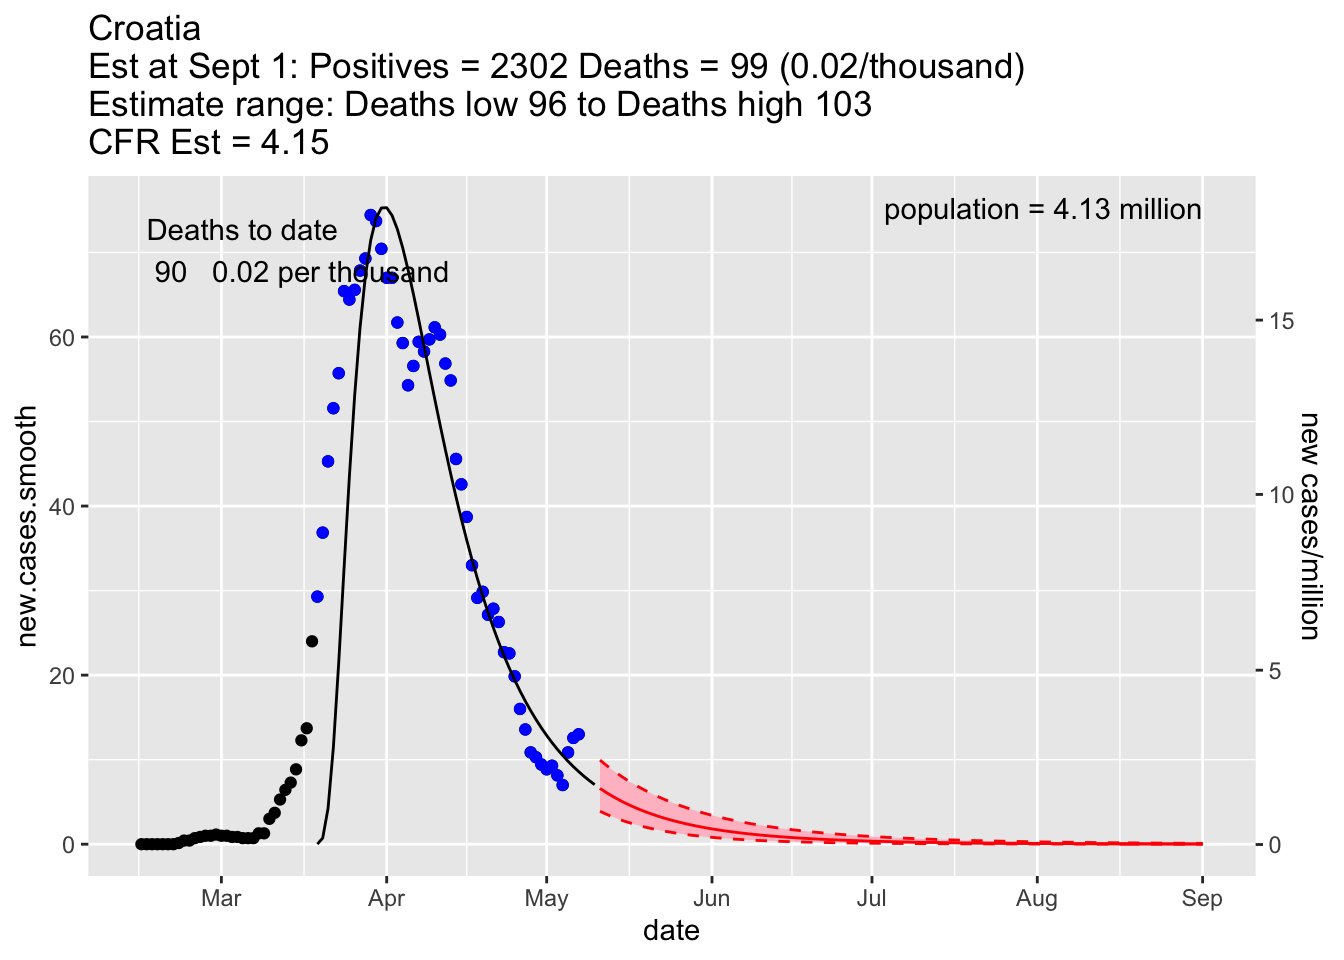 Croatia
Est at Sept 1: Positives = 2302 Deaths = 99 (0.02/thousand)
Estimate range: Deaths low 96 to Deaths high 103
CFR Est = 4.15
Deaths to date
90 0.02 per thousand
population = 4.13 million
60
40
20
0
new.cases.smooth
15
10
5
0
new cases/million
Mar Apr May Jun Jul Aug Sep
date